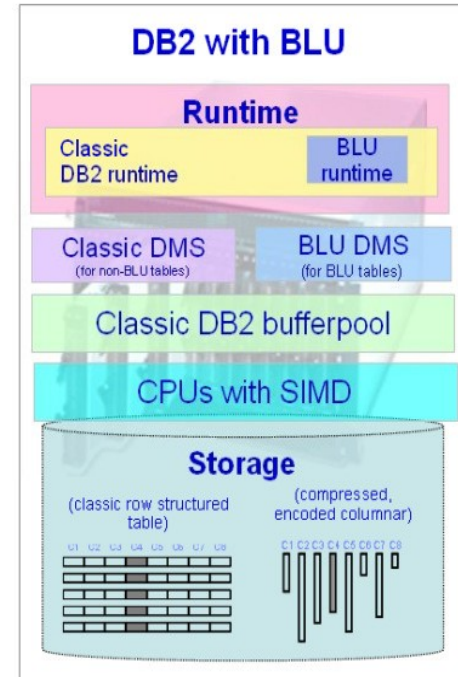 DB2 with BLU
Runtime
Classic
DB2 runtime
BLU
runtime
Classic DMS
(for non-BLU tables)
BLU DMS
(for BLU tables)
Classic DB2 bufferpool
CPUs with SIMD
Storage
(classic row structured
table)
(compressed,
encoded columnar)
C1 C2 C3 C4 C5 C6 C7 C8
C1 C2 C3 C4 C5 C6 C7 C8